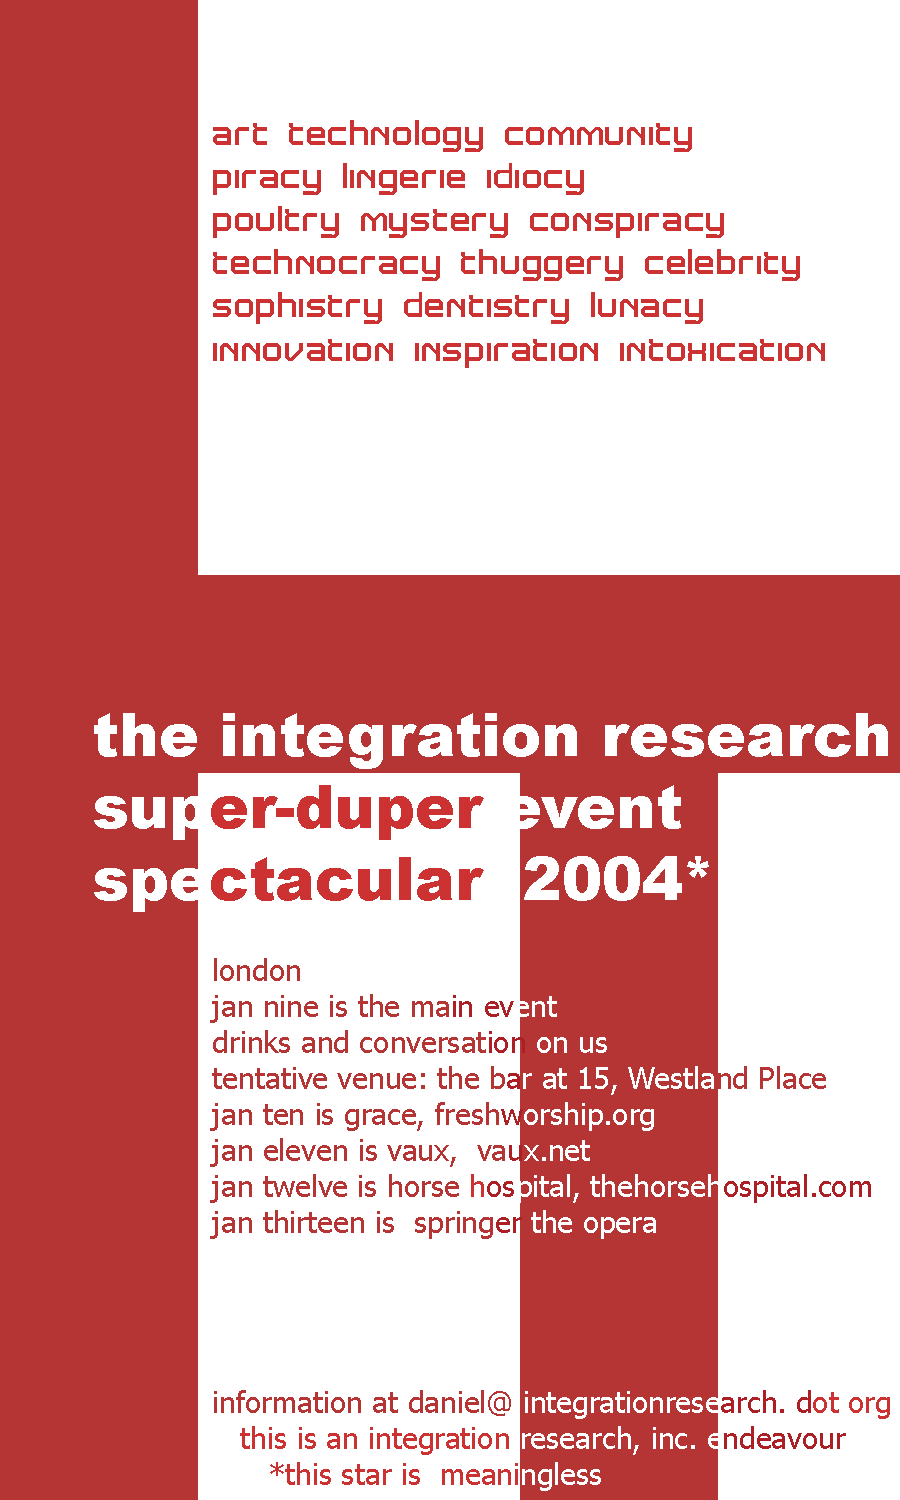 art technology community
piracy lingerie idiocy
poultry mystery conspiracy
technocracy thuggery celebrity
sophistry dentistry lunacy
innovation inspiration intoxication
the integration research
super-duper event
spectacular 2004*
london
jan nine is the main event
drinks and conversation on us
tentative venue: the bar at 15, Westland Place
jan ten is grace, freshworship.org
jan eleven is vaux, vaux.net
jan twelve is horse hospital, thehorsehospital.com
jan thirteen is springer the opera
information at daniel@ integrationresearch. dot org
this is an integration research, inc. endeavour
*this star is meaningless